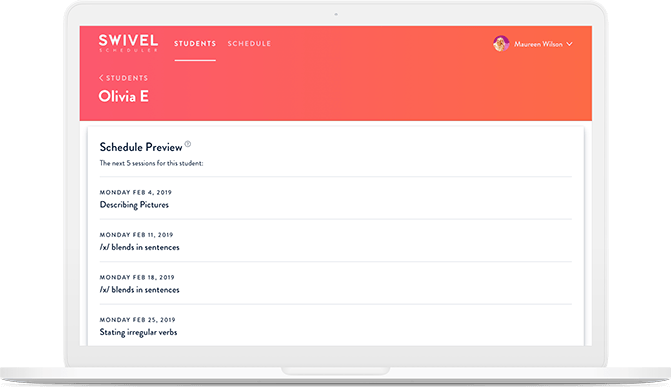 SWIVEL
SCHEDULER
STUDENTS SCHEDULE
Maureen Wilson
STUDENTS
Olivia E
Schedule Preview ?
The next 5 sessions for this student:
MONDAY FEB 4, 2019
Describing Pictures
MONDAY FEB 11, 2019
/x/ blends in sentences
MONDAY FEB 18, 2019
/x/ blends in sentences
MONDAY FEB 25, 2019
Stating irregular verbs